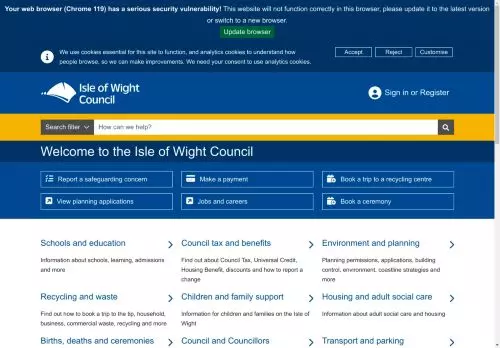 Your web browser (Chrome 119) has a serious security vulnerability! This website will not function correctly in this browser, please update it to the latest version
or switch to a new browser.
Update browser
We use cookies essential for this site to function, and analytics cookies to understand how
people browse, so we can make improvements. We need your consent to use analytics cookies.
Accept
Reject
Customise
Isle of Wight
Council
Sign in or Register
Search filter
How can we help?
Welcome to the Isle of Wight Council
Report a safeguarding concern
Make a payment
Book a trip to a recycling centre
View planning applications
Jobs and careers
Book a ceremony
Schools and education
Information about schools, learning, admissions
and more
Council tax and benefits
Find out about Council Tax, Universal Credit,
Housing Benefit, discounts and how to report a
change
Environment and planning
Planning permissions, applications, building
control, environment, coastline strategies and
more
Recycling and waste
Find out how to book a trip to the tip, household,
business, commercial waste, recycling and more
Children and family support
Information for children and families on the Isle of
Wight
Housing and adult social care
Information about adult social care and housing
Births, deaths and ceremonies
Council and Councillors
Transport and parking